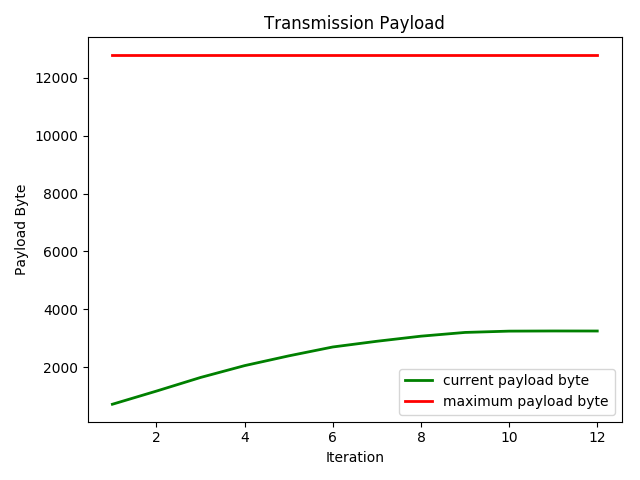 Transmission Payload
12000
10000
8000
6000
4000
2000
Payload Byte
current payload byte
maximum payload byte
2 4 6 8 10 12
Iteration